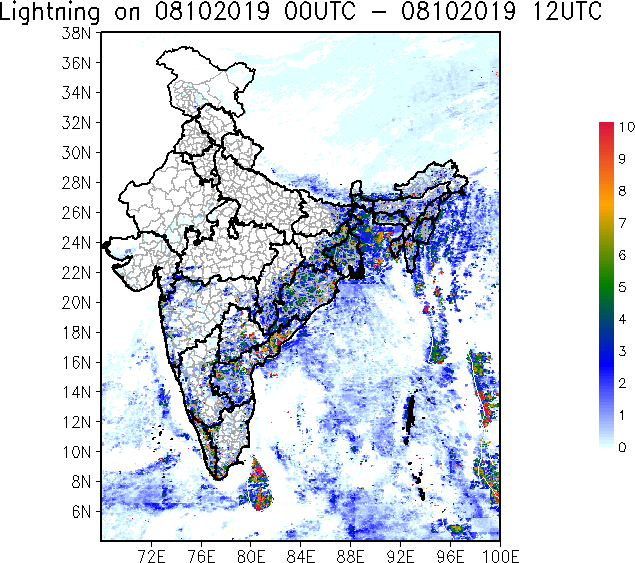 Lightning on 08102019 00UTC – 08102019 12UTC
38N
36N
34N
32N
30N
28N
26N
24N
22N
20N
18N
16N
14N
12N
10N
8N
6N
72E 76E 80E 84E 88E 92E 96E 100E
10
9
8
7
6
5
4
3
2
1
0